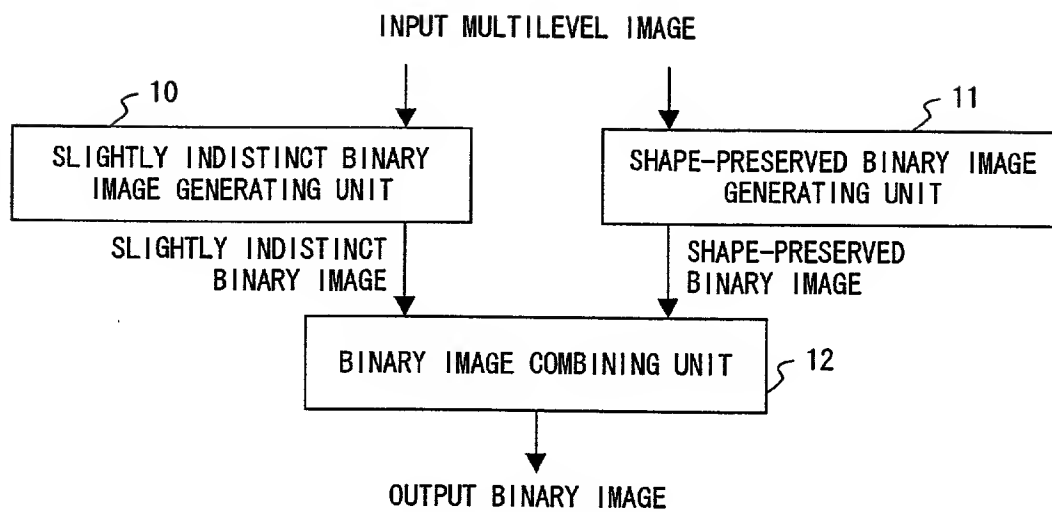 INPUT MULTILEVEL IMAGE
10
11
SLIGHTLY INDISTINCT BINARY
IMAGE GENERATING UNIT
SHAPE-PRESERVED BINARY IMAGE
GENERATING UNIT
SLIGHTLY INDISTINCT
BINARY IMAGE
SHAPE-PRESERVED
BINARY IMAGE
BINARY IMAGE COMBINING UNIT
12
OUTPUT BINARY IMAGE